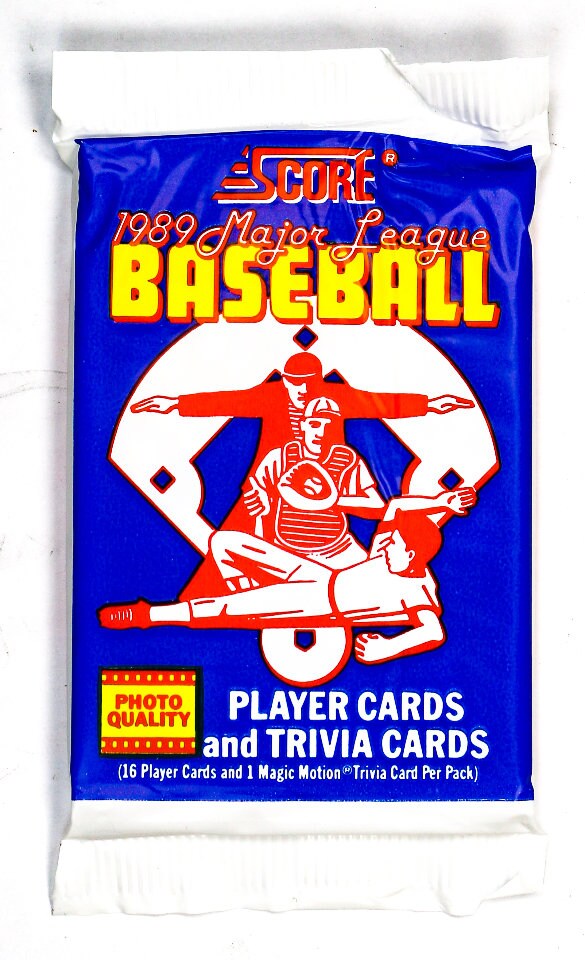 SCORE®
1989 Major League
BASEBALL
PHOTO
QUALITY
PLAYER CARDS
and TRIVIA CARDS
(16 Player Cards and 1 Magic Motion® Trivia Card Per Pack)